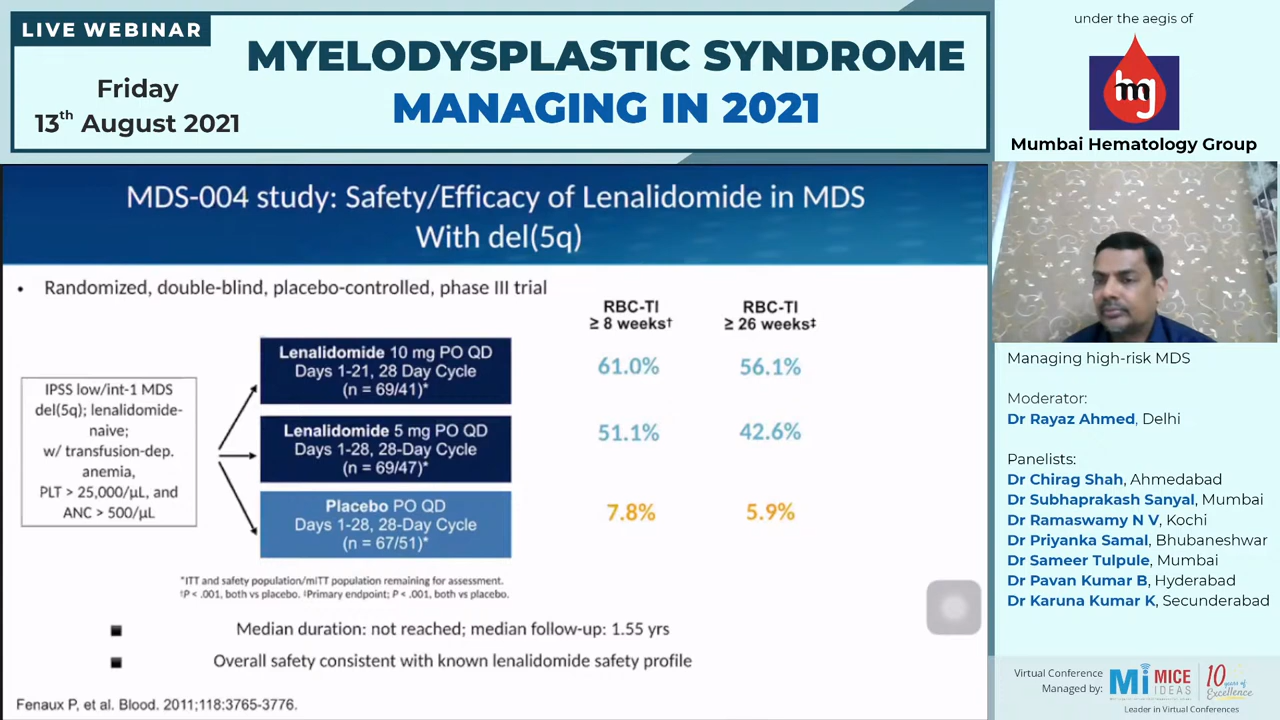 LIVE WEBINAR
Friday
13th August 2021
MYELODYSPLASTIC SYNDROME
MANAGING IN 2021
under the aegis of
hmg
Mumbai Hematology Group
MDS-004 study: Safety/Efficacy of Lenalidomide in MDS
With del(5q)
• Randomized, double-blind, placebo-controlled, phase III trial
RBC-TI
≥ 8 weeks†
RBC-TI
≥ 26 weeks‡
IPSS low/int-1 MDS
del(5q); lenalidomide-
naive;
w/ transfusion-dep.
anemia,
PLT > 25,000/µL, and
ANC > 500/µL
Lenalidomide 10 mg PO QD
Days 1-21, 28 Day Cycle
(n = 69/41)*
61.0%
56.1%
Lenalidomide 5 mg PO QD
Days 1-28, 28-Day Cycle
(n = 69/47)*
51.1%
42.6%
Placebo PO QD
Days 1-28, 28-Day Cycle
(n = 67/51)*
7.8%
5.9%
*ITT and safety population/mITT population remaining for assessment.
†P < .001, both vs placebo. ‡Primary endpoint; P < .001, both vs placebo.
Median duration: not reached; median follow-up: 1.55 yrs
Overall safety consistent with known lenalidomide safety profile
Fenaux P, et al. Blood. 2011;118:3765-3776.
Managing high-risk MDS
Moderator:
Dr Rayaz Ahmed, Delhi
Panelists:
Dr Chirag Shah, Ahmedabad
Dr Subhaprakash Sanyal, Mumbai
Dr Ramaswamy N V, Kochi
Dr Priyanka Samal, Bhubaneshwar
Dr Sameer Tulpule, Mumbai
Dr Pavan Kumar B, Hyderabad
Dr Karuna Kumar K, Secunderabad
Virtual Conference
Managed by:
Mi MICE
IDEAS
10 years of
Excellence
Leader in Virtual Conferences